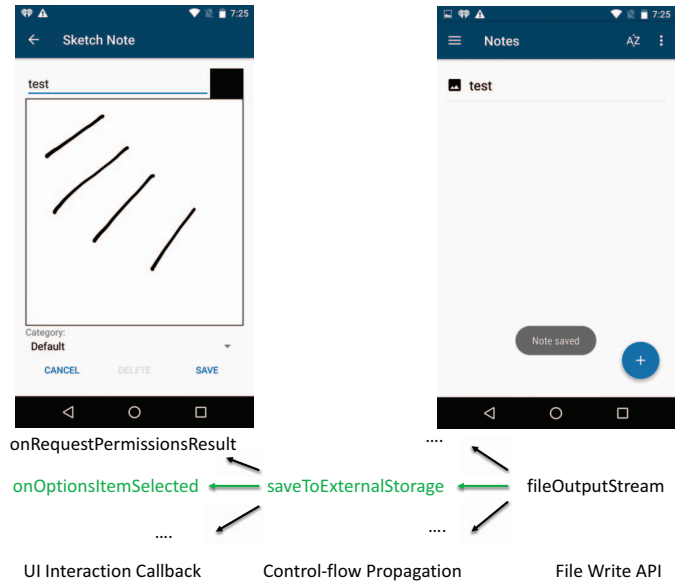 7:25
7:25
Sketch Note
Notes
AZ
test
test
Category:
Default
CANCEL
DELETE
SAVE
Note saved
+
onRequestPermissionsResult
....
onOptionsItemSelected
saveToExternalStorage
fileOutputStream
....
....
UI Interaction Callback
Control-flow Propagation
File Write API